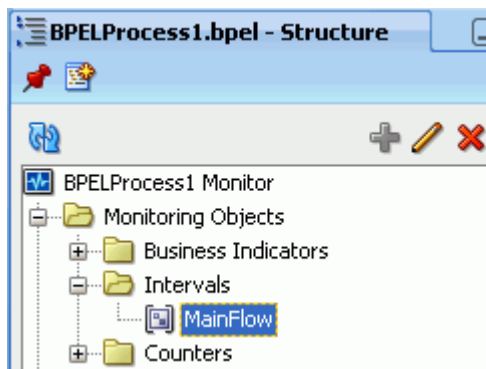 BPELProcess1.bpel - Structure
BPELProcess1 Monitor
Monitoring Objects
Business Indicators
Intervals
MainFlow
Counters